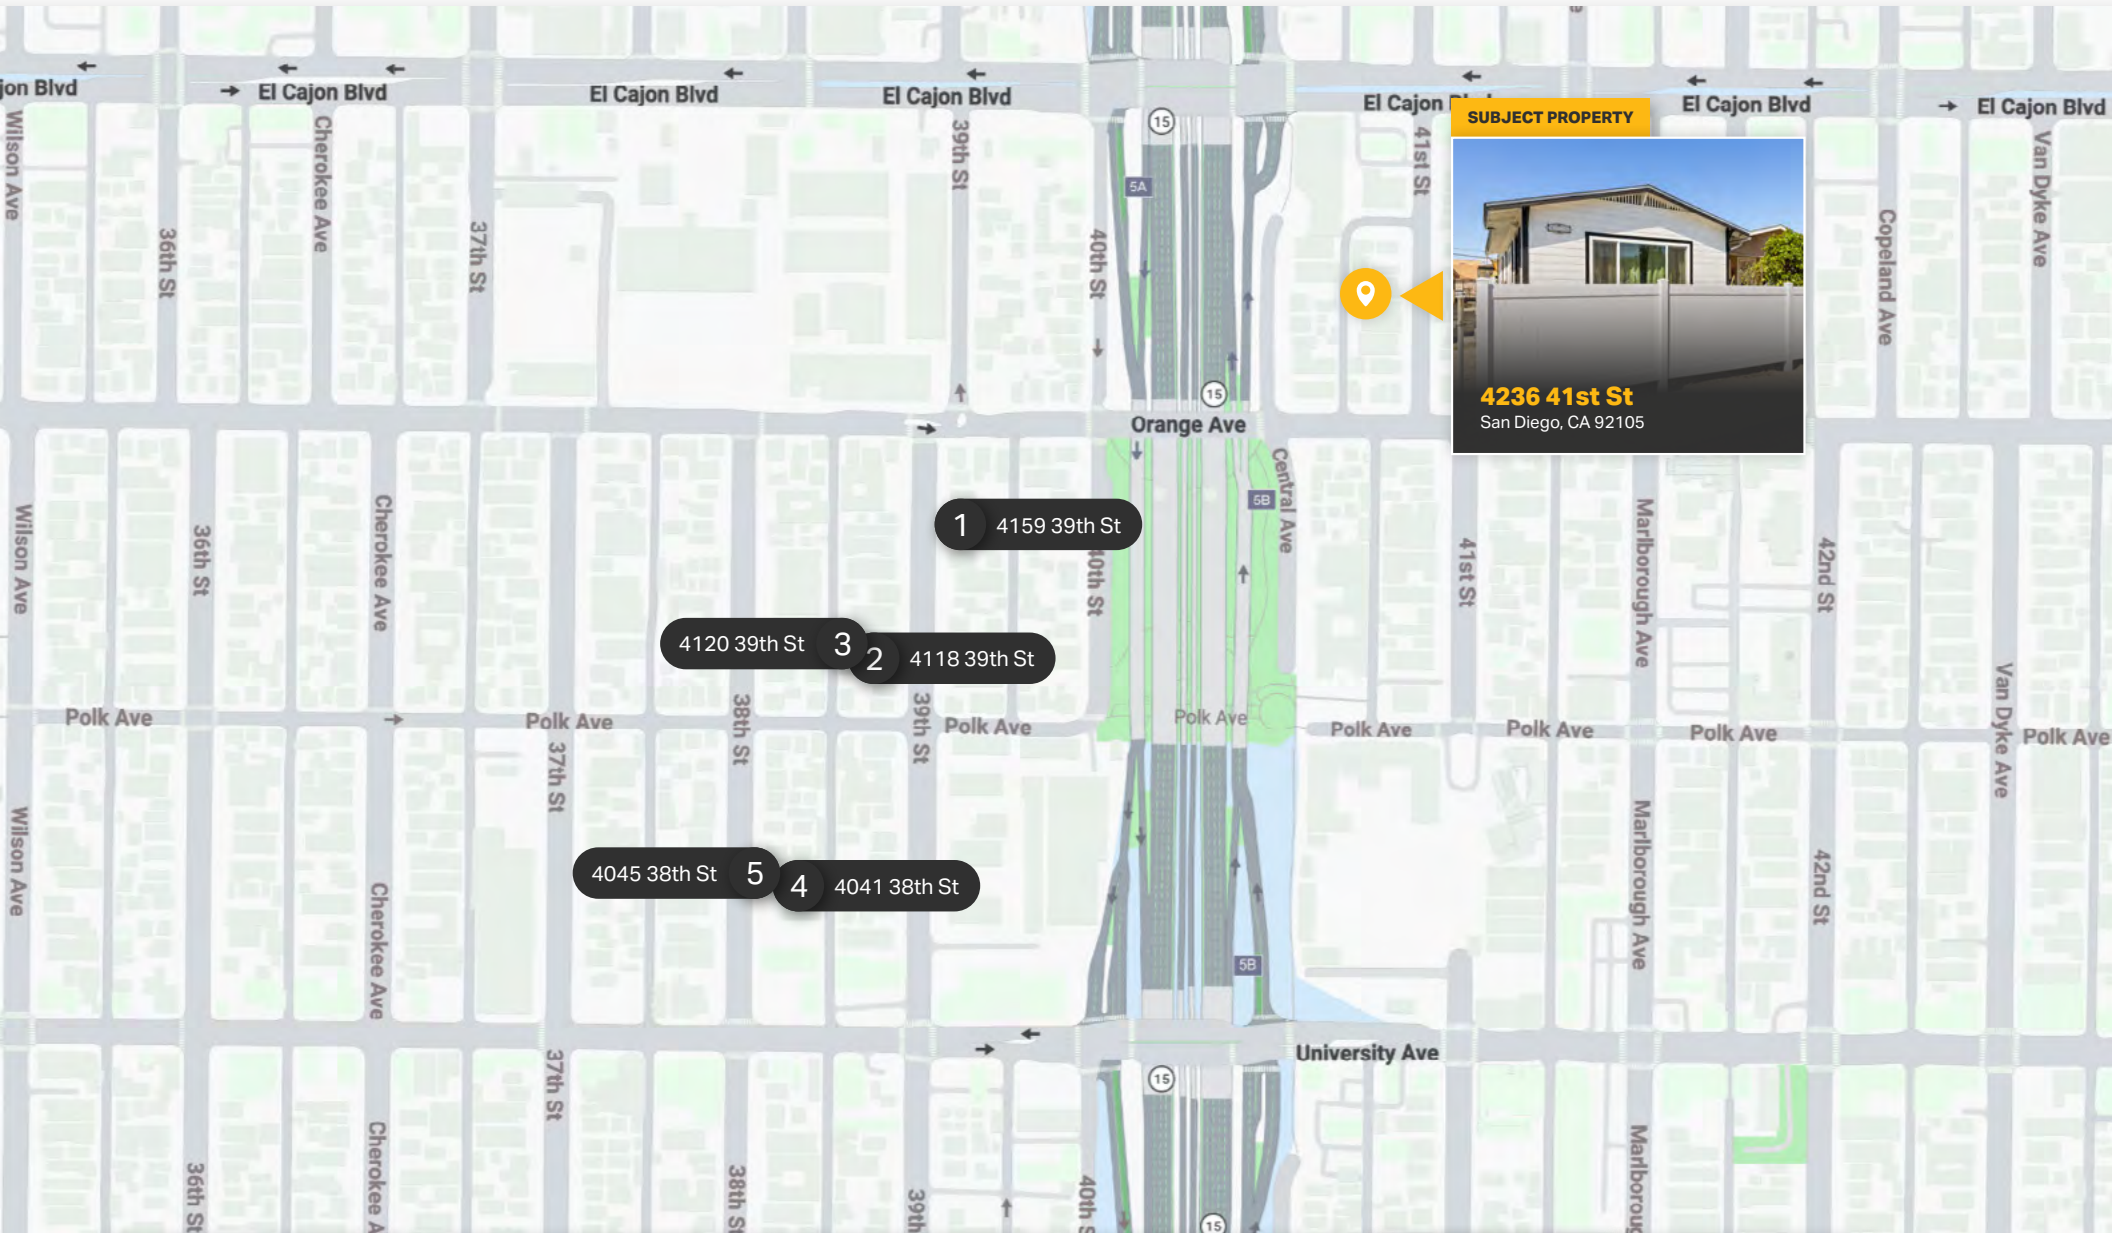 jon Blvd
El Cajon Blvd
El Cajon Blvd
El Cajon Blvd
El Cajon
El Cajon Blvd
El Cajon Blvd
SUBJECT PROPERTY
15
Wilson Ave
36th St
Cherokee Ave
37th St
39th St
40th St
5A
41st St
Copeland Ave
Van Dyke Ave
4236 41st St
San Diego, CA 92105
15
Orange Ave
Wilson Ave
36th St
Cherokee Ave
1 4159 39th St
40th St
5B
Central Ave
41st St
Marlborough Ave
42nd St
4120 39th St 3
2 4118 39th St
Polk Ave
Polk Ave
38th St
39th St
Polk Ave
Polk Ave
Polk Ave
Polk Ave
Polk Ave
Van Dyke Ave
Polk Ave
37th St
Wilson Ave
Cherokee Ave
4045 38th St 5
4 4041 38th St
5B
Marlborough Ave
42nd St
University Ave
15
36th St
Cherokee A
37th St
38th St
39th
40th S
15
Marlboroug